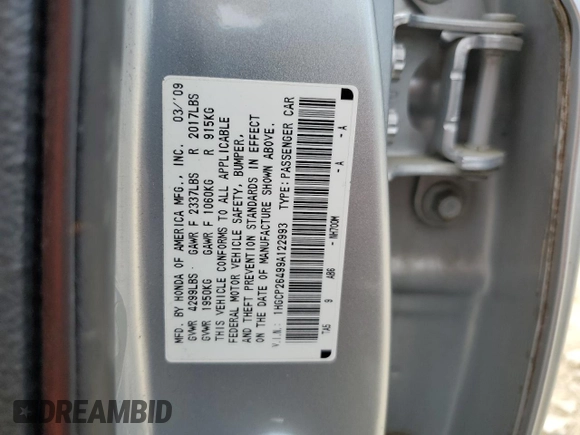 MFD. BY HONDA OF AMERICA MFG., INC. 03/'09
GVWR 4299LBS GAWR F 2337LBS R 2017LBS
GVWR 1950KG GAWR F 1060KG R 915KG
THIS VEHICLE CONFORMS TO ALL APPLICABLE
FEDERAL MOTOR VEHICLE SAFETY, BUMPER,
AND THEFT PREVENTION STANDARDS IN EFFECT
ON THE DATE OF MANUFACTURE SHOWN ABOVE.
V.I.N.: 1HGCP26499A122993 TYPE: PASSENGER CAR
TA5 9 AB6 - NH700M - A - A
DREAMBID